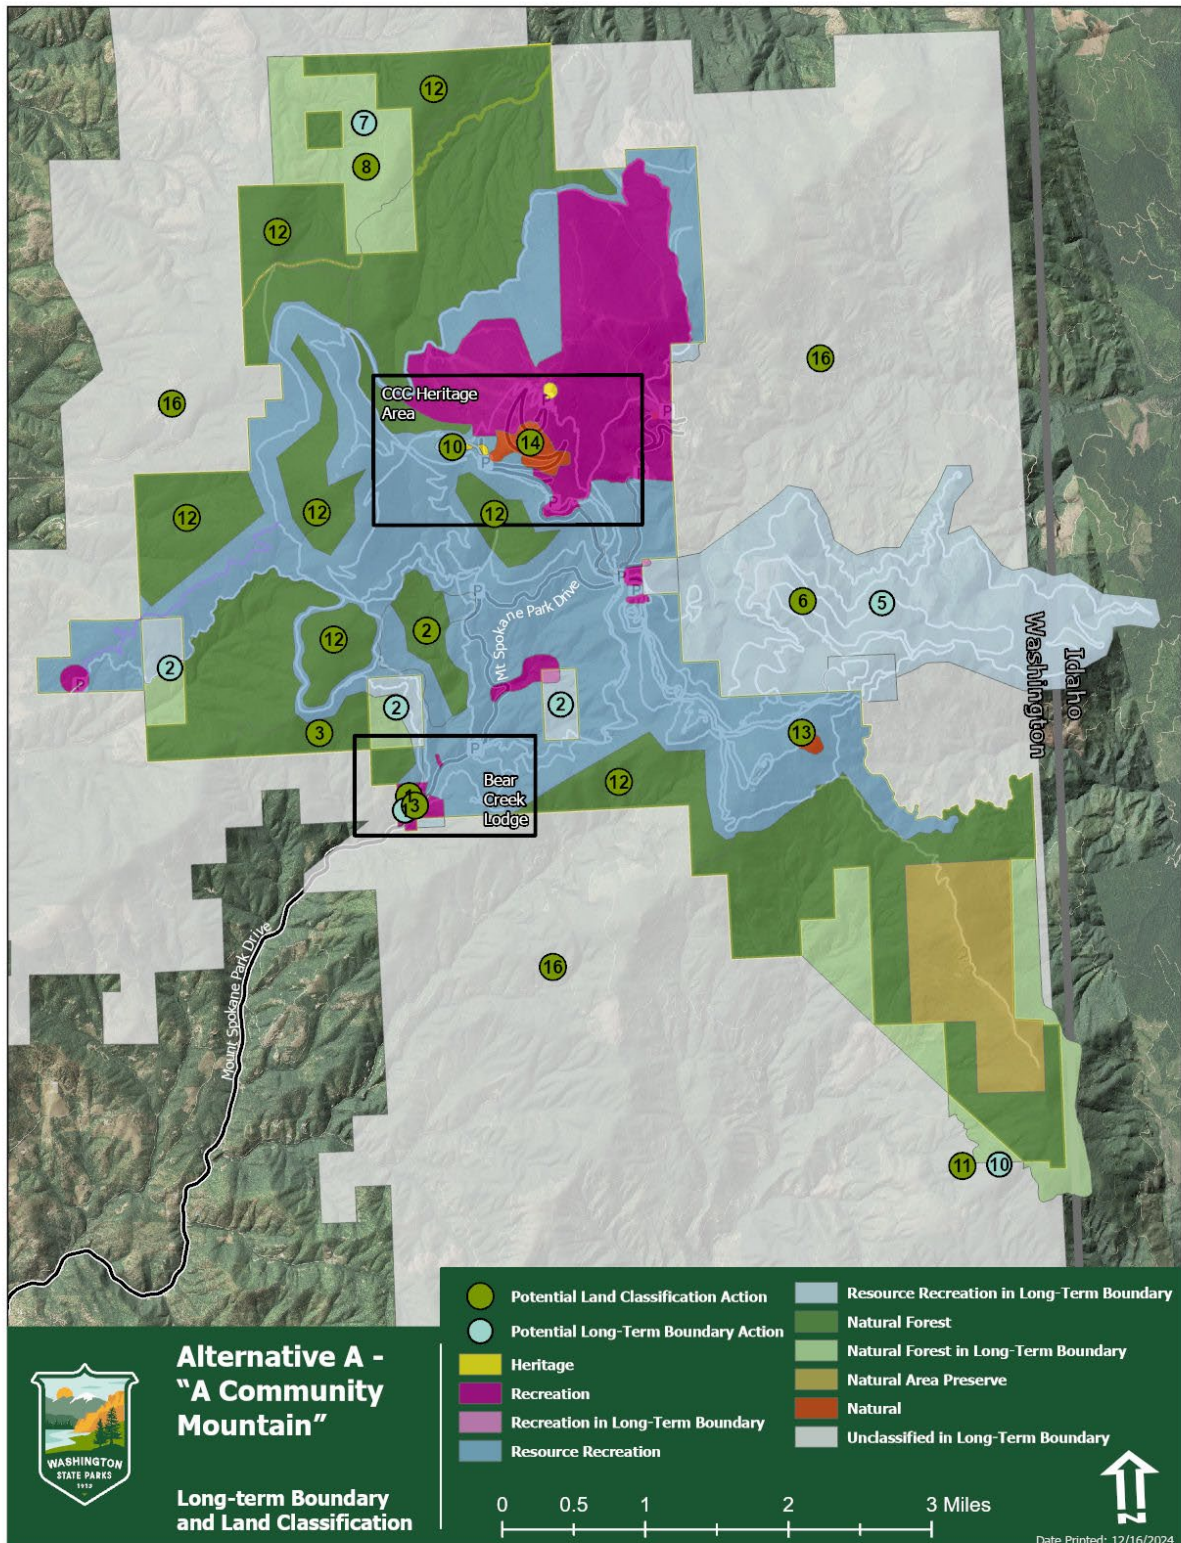 12
7
8
12
16
16
CCC Heritage
Area
P
P
10
14
P
P
12
12
12
6
5
P
P
P
Mt Spokane Park Drive
12
2
2
P
2
2
3
13
Washington
Idaho
P
12
Bear
Creek
Lodge
1
13
Mount Spokane Park Drive
16
11
10
Potential Land Classification Action
Potential Long-Term Boundary Action
Heritage
Recreation
Recreation in Long-Term Boundary
Resource Recreation
Resource Recreation in Long-Term Boundary
Natural Forest
Natural Forest in Long-Term Boundary
Natural Area Preserve
Natural
Unclassified in Long-Term Boundary
Alternative A -
"A Community
Mountain"
Long-term Boundary
and Land Classification
WASHINGTON
STATE PARKS
1913
0 0.5 1 2 3 Miles
N
Date Printed: 12/16/2024